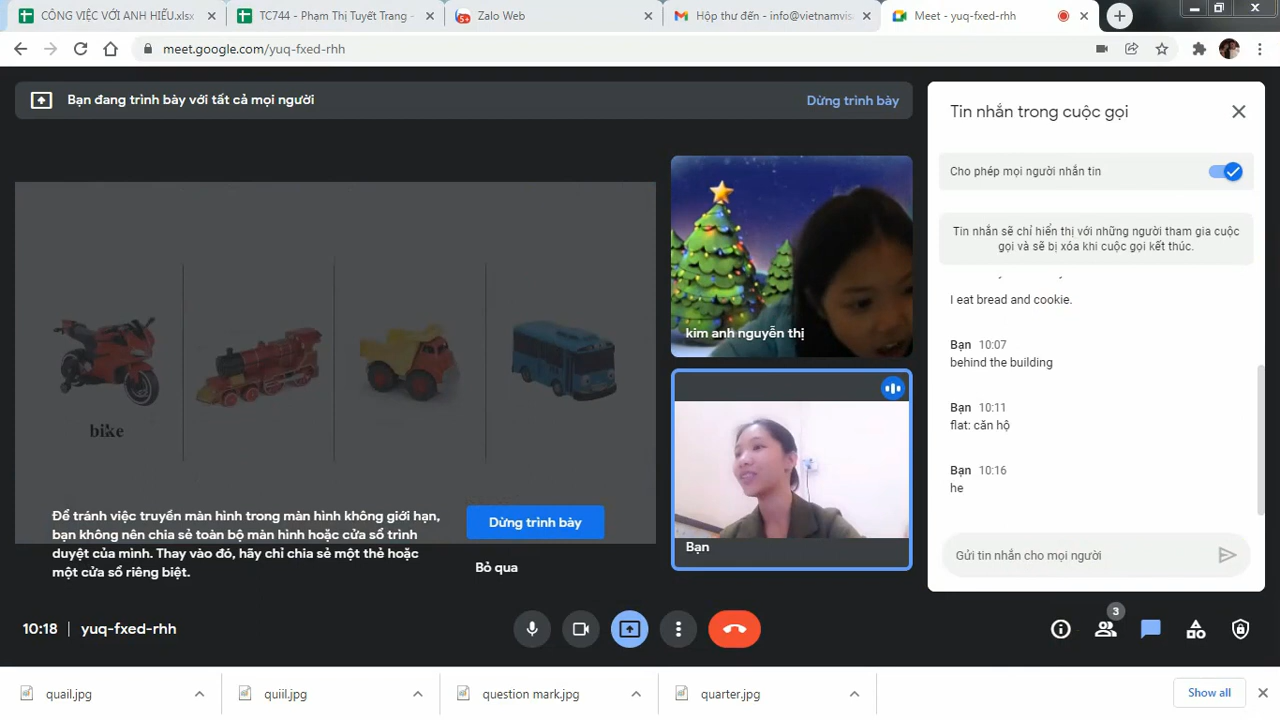 CÔNG VIỆC VỚI ANH HIẾU.xlsx
TC744 - Phạm Thị Tuyết Trang -
Zalo Web
5+
Hộp thư đến - info@vietnamvis
Meet - yuq-fxed-rhh
meet.google.com/yuq-fxed-rhh
Bạn đang trình bày với tất cả mọi người
Dừng trình bày
bike
Để tránh việc truyền màn hình trong màn hình không giới hạn,
bạn không nên chia sẻ toàn bộ màn hình hoặc cửa sổ trình
duyệt của mình. Thay vào đó, hãy chỉ chia sẻ một thẻ hoặc
một cửa sổ riêng biệt.
Dừng trình bày
Bỏ qua
kim anh nguyễn thị
Bạn
Tin nhắn trong cuộc gọi
Cho phép mọi người nhắn tin
Tin nhắn sẽ chỉ hiển thị với những người tham gia cuộc
gọi và sẽ bị xóa khi cuộc gọi kết thúc.
I eat bread and cookie.
Bạn 10:07
behind the building
Bạn 10:11
flat: căn hộ
Bạn 10:16
he
Gửi tin nhắn cho mọi người
10:18 | yuq-fxed-rhh
3
quail.jpg
quiil.jpg
question mark.jpg
quarter.jpg
Show all